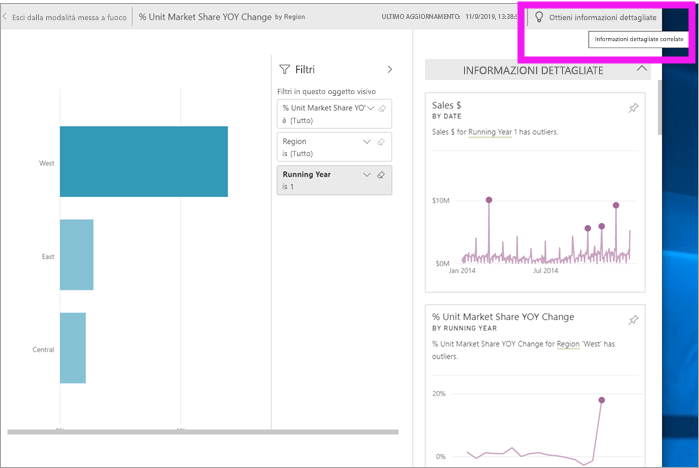 Esci dalla modalità messa a fuoco
% Unit Market Share YOY Change by Region
ULTIMO AGGIORNAMENTO: 11/9/2019, 13:38:5
Ottieni informazioni dettagliate
Informazioni dettagliate correlate
West
East
Central
Filtri
Filtri in questo oggetto visivo
% Unit Market Share YO
è (Tutto)
Region
is (Tutto)
Running Year
is 1
INFORMAZIONI DETTAGLIATE
Sales $
BY DATE
Sales $ for Running Year 1 has outliers.
$10M
$0M
Jan 2014
Jul 2014
% Unit Market Share YOY Change
BY RUNNING YEAR
% Unit Market Share YOY Change for Region 'West' has
outliers.
20%
0%